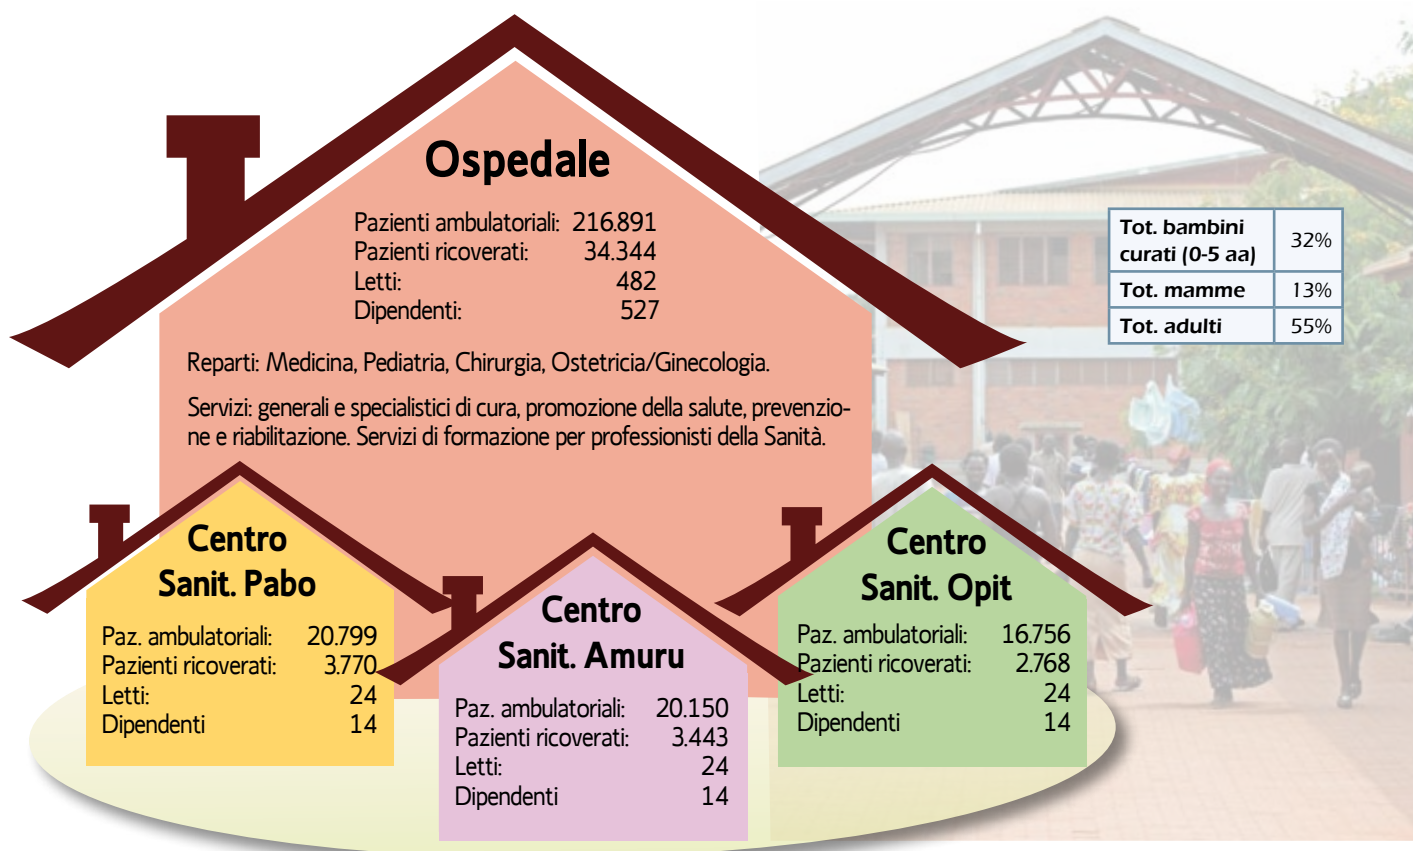 Ospedale
Pazienti ambulatoriali: 216.891
Pazienti ricoverati: 34.344
Letti: 482
Dipendenti: 527
Reparti: Medicina, Pediatria, Chirurgia, Ostetricia/Ginecologia.
Servizi: generali e specialistici di cura, promozione della salute, prevenzio-
ne e riabilitazione. Servizi di formazione per professionisti della Sanità.
Tot. bambini
curati (0-5 aa) 32%
Tot. mamme 13%
Tot. adulti 55%
Centro
Sanit. Pabo
Paz. ambulatoriali: 20.799
Pazienti ricoverati: 3.770
Letti: 24
Dipendenti 14
Centro
Sanit. Amuru
Paz. ambulatoriali: 20.150
Pazienti ricoverati: 3.443
Letti: 24
Dipendenti 14
Centro
Sanit. Opit
Paz. ambulatoriali: 16.756
Pazienti ricoverati: 2.768
Letti: 24
Dipendenti 14